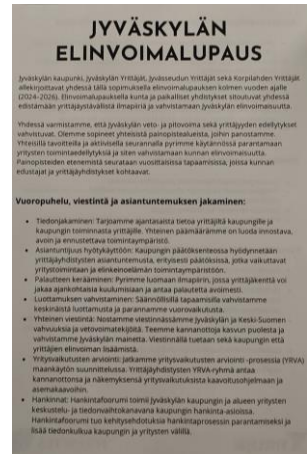 JYVÄSKYLÄN
ELINVOIMALUPAUS
Jyväskylän kaupunki, Jyväskylän Yrittäjät, Jyvässeudun Yrittäjät sekä Korpilahden Yrittäjät
allekirjoittavat yhdessä tällä sopimuksella elinvoimalupauksen kolmen vuoden ajalle
(2024–2026). Elinvoimalupauksella kunta ja paikalliset yhdistykset sitoutuvat yhdessä
edistämään yrittäjäystävällistä ilmapiiriä ja vahvistamaan Jyväskylän elinvoimaisuutta.
Yhdessä varmistamme, että Jyväskylän veto- ja pitovoima sekä yrittäjyyden edellytykset
vahvistuvat. Olemme sopineet yhteisistä painopistealueista, joihin panostamme.
Yhteisillä tavoitteilla ja aktiivisella seurannalla pyrimme käytännössä parantamaan
yritysten toimintaedellytyksiä ja siten vahvistamaan kunnan elinvoimaisuutta.
Painopisteiden etenemistä seurataan vuosittaisissa tapaamisissa, joissa kunnan
edustajat ja yrittäjäyhdistykset kohtaavat.
Vuoropuhelu, viestintä ja asiantuntemuksen jakaminen:
• Tiedonjakaminen: Tarjoamme ajantasaista tietoa yrittäjiltä kaupungille ja
kaupungin toiminnasta yrittäjille. Yhteinen päämäärämme on luoda innostava,
avoin ja ennustettava toimintaympäristö.
• Asiantuntijuus hyötykäyttöön: Kaupungin päätöksenteossa hyödynnetään
yrittäjäyhdistysten asiantuntemusta, erityisesti päätöksissä, jotka vaikuttavat
yritystoimintaan ja elinkeinoelämän toimintaympäristöön.
• Palautteen kerääminen: Pyrimme luomaan ilmapiirin, jossa yrittäjäkenttä voi
jakaa ajankohtaisia kuulumisiaan ja antaa palautetta avoimesti.
• Luottamuksen vahvistaminen: Säännöllisillä tapaamisilla vahvistamme
keskinäistä luottamusta ja parannamme vuorovaikutusta.
• Yhteinen viestintä: Nostamme viestinnässämme Jyväskylän ja Keski-Suomen
vahvuuksia ja vetovoimatekijöitä. Teemme kannanottoja kasvun puolesta ja
vahvistamme Jyväskylän mainetta. Viestinnällä tuetaan sekä kaupungin että
yrittäjien elinvoiman lisäämistä.
• Yritysvaikutusten arviointi: Jatkamme yritysvaikutusten arviointi -prosessia (YRVA)
maankäytön suunnittelussa. Yrittäjäyhdistysten YRVA-ryhmä antaa
kannanottonsa ja näkemyksensä yritysvaikutuksista kaavoitusohjelmaan ja
asemakaavoihin.
• Hankinnat: Hankintafoorumi toimii Jyväskylän kaupungin ja alueen yritysten
keskustelu- ja tiedonvaihtokanavana kaupungin hankinta-asioissa.
Hankintafoorumi tuo kehitysehdotuksia hankintaprosessin parantamiseksi ja
lisää tiedonkulkua kaupungin ja yritysten välillä.